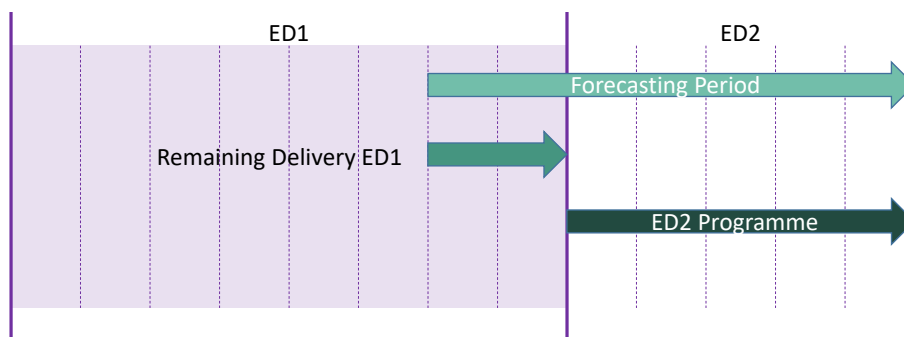 ED1
ED2
Forecasting Period
Remaining Delivery ED1
ED2 Programme